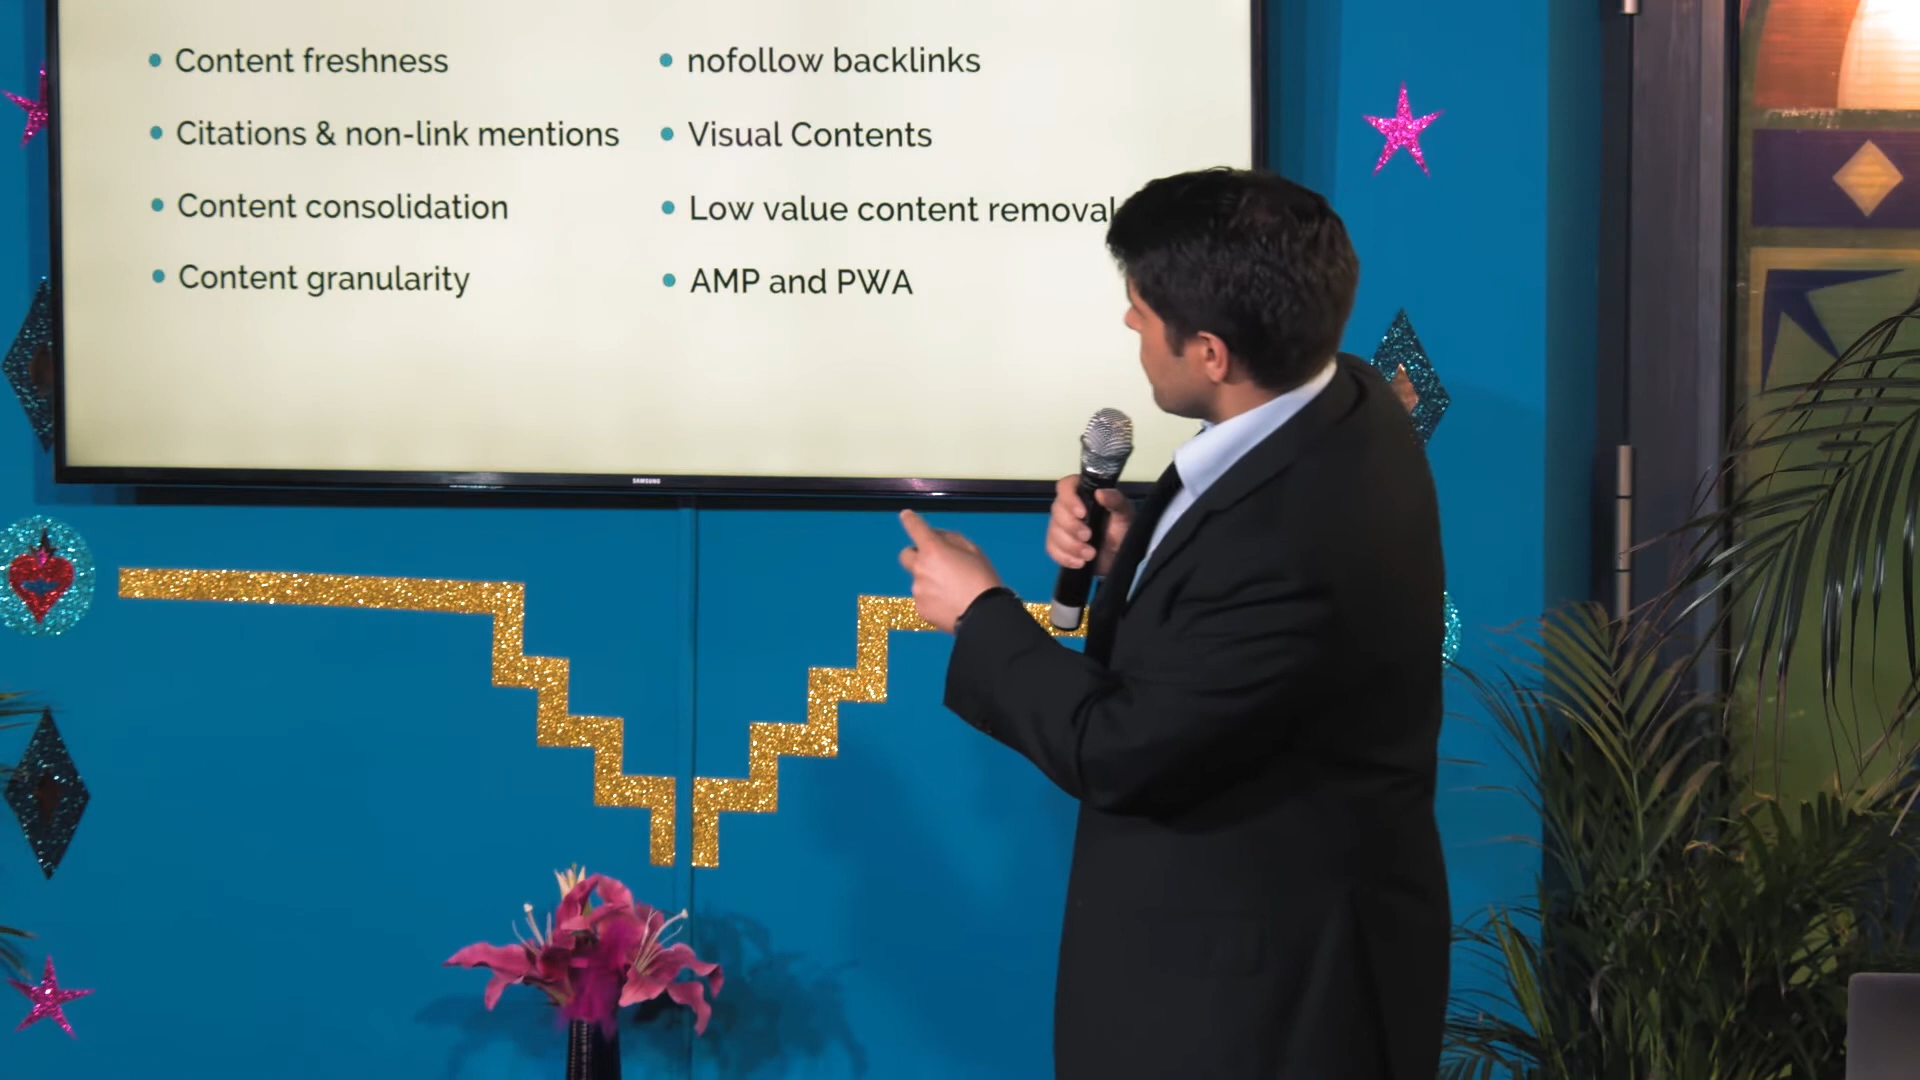 Content freshness
Citations & non-link mentions
Content consolidation
Content granularity
nofollow backlinks
Visual Contents
Low value content removal
AMP and PWA
SAMSUNG